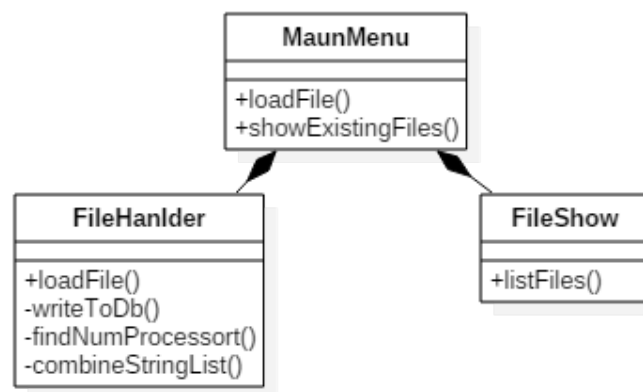 MaunMenu
+loadFile()
+showExistingFiles()
FileHanlder
+loadFile()
-writeToDb()
-findNumProcessort()
-combineStringList()
FileShow
+listFiles()